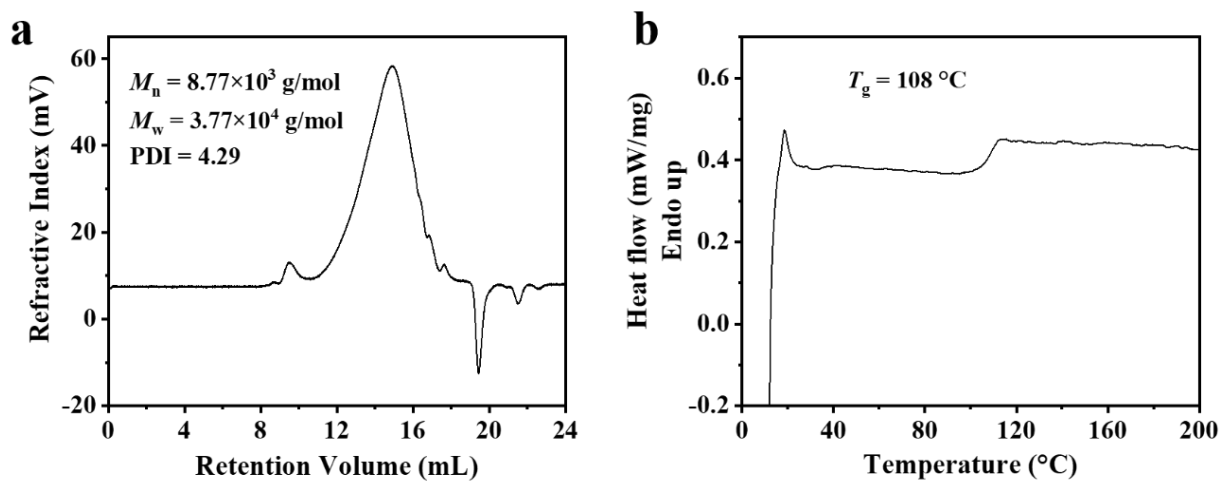 a
Refractive Index (mV)
60
40
20
0
-20
Mn = 8.77×10³ g/mol
Mw = 3.77×10⁴ g/mol
PDI = 4.29
0 4 8 12 16 20 24
Retention Volume (mL)
b
Heat flow (mW/mg)
Endo up
0.6
0.4
0.2
0.0
-0.2
Tg = 108 °C
0 40 80 120 160 200
Temperature (°C)